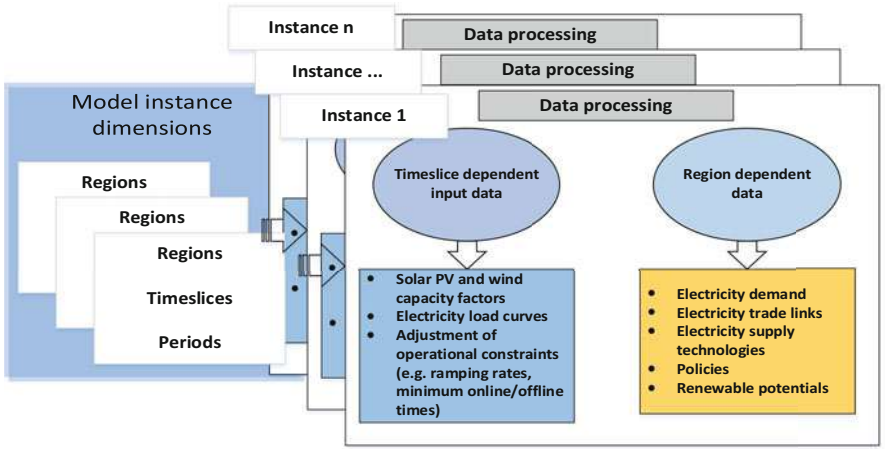 Instance n
Data processing
Instance ...
Data processing
Model instance
dimensions
Instance 1
Data processing
Regions
Regions
Regions
Timeslices
Periods
Timeslice dependent
input data
Region dependent
data
• Solar PV and wind
capacity factors
• Electricity load curves
• Adjustment of
operational constraints
(e.g. ramping rates,
minimum online/offline
times)
• Electricity demand
• Electricity trade links
• Electricity supply
technologies
• Policies
• Renewable potentials